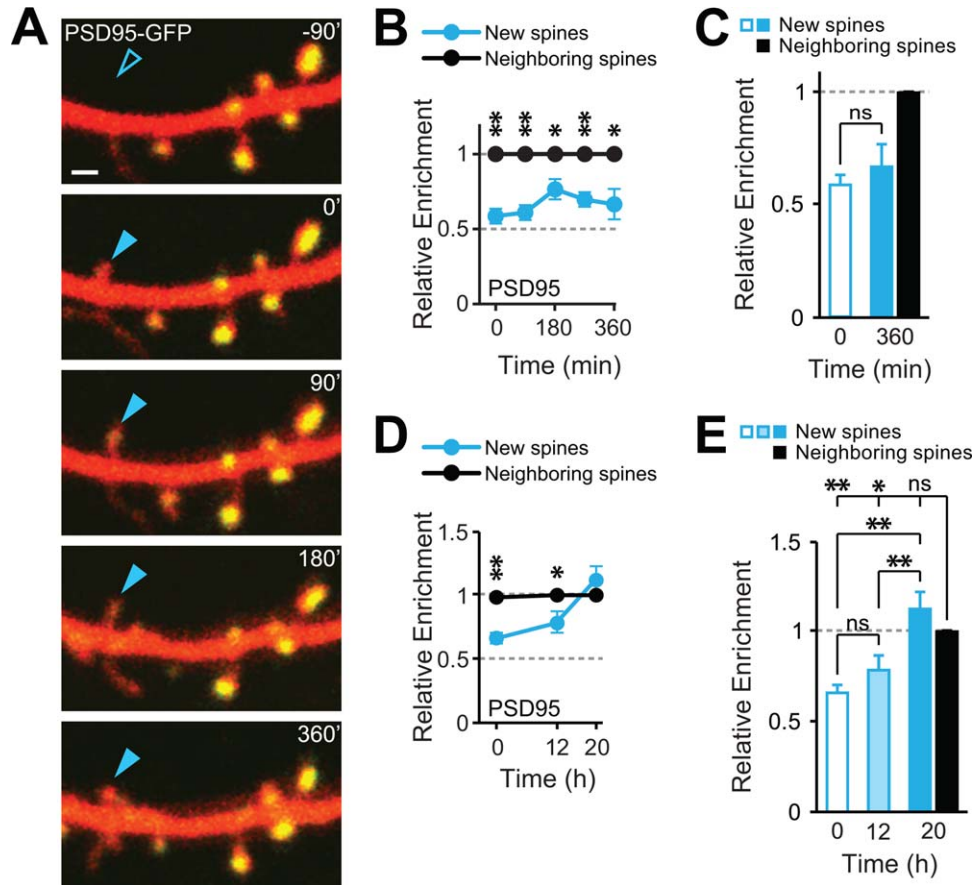 A
PSD95-GFP
-90'
0'
90'
180'
360'
B
New spines
Neighboring spines
Relative Enrichment
** ** * ** *
1
0.5
0
PSD95
0 180 360
Time (min)
C
New spines
Neighboring spines
Relative Enrichment
1
0.5
0
ns
0 360
Time (min)
D
New spines
Neighboring spines
Relative Enrichment
1.5
1
0.5
0
** *
PSD95
0 12 20
Time (h)
E
New spines
Neighboring spines
** * ns
**
**
ns
Relative Enrichment
1.5
1
0.5
0
0 12 20
Time (h)